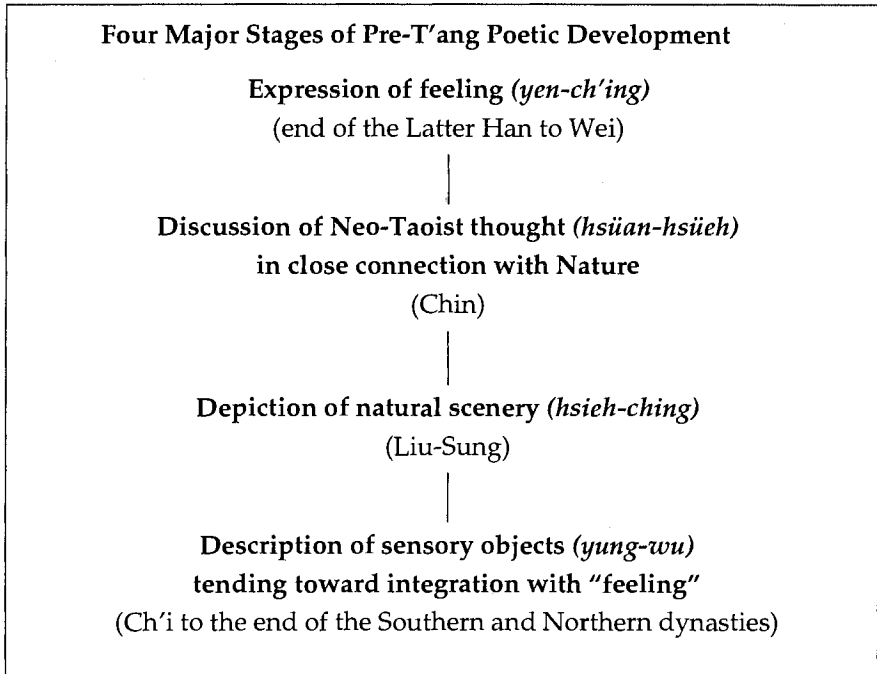 Four Major Stages of Pre-T'ang Poetic Development
Expression of feeling (yen-ch'ing)
(end of the Latter Han to Wei)
Discussion of Neo-Taoist thought (hsüan-hsüeh)
in close connection with Nature
(Chin)
Depiction of natural scenery (hsieh-ching)
(Liu-Sung)
Description of sensory objects (yung-wu)
tending toward integration with "feeling"
(Ch'i to the end of the Southern and Northern dynasties)